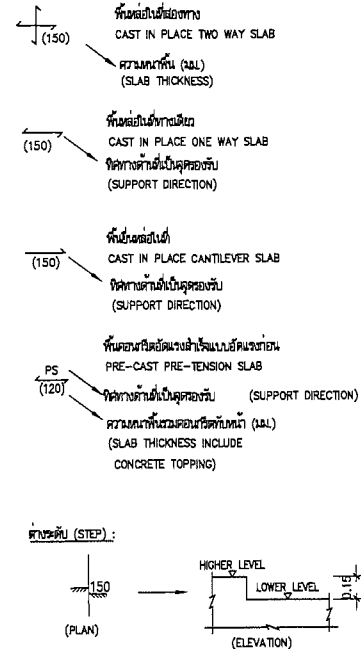 พื้นหล่อในที่สองทาง
(150)
CAST IN PLACE TWO WAY SLAB
ความหนาพื้น (มม.)
(SLAB THICKNESS)
พื้นหล่อในที่ทางเดียว
(150)
CAST IN PLACE ONE WAY SLAB
ทิศทางด้านที่เป็นจุดรองรับ
(SUPPORT DIRECTION)
พื้นยื่นหล่อในที่
(150)
CAST IN PLACE CANTILEVER SLAB
ทิศทางด้านที่เป็นจุดรองรับ
(SUPPORT DIRECTION)
พื้นคอนกรีตอัดแรงสำเร็จแบบอัดแรงก่อน
PRE-CAST PRE-TENSION SLAB
PS
(120)
ทิศทางด้านที่เป็นจุดรองรับ (SUPPORT DIRECTION)
ความหนาพื้นรวมคอนกรีตทับหน้า (มม.)
(SLAB THICKNESS INCLUDE
CONCRETE TOPPING)
ต่างระดับ (STEP) :
150
(PLAN)
HIGHER LEVEL
LOWER LEVEL
0.15
(ELEVATION)